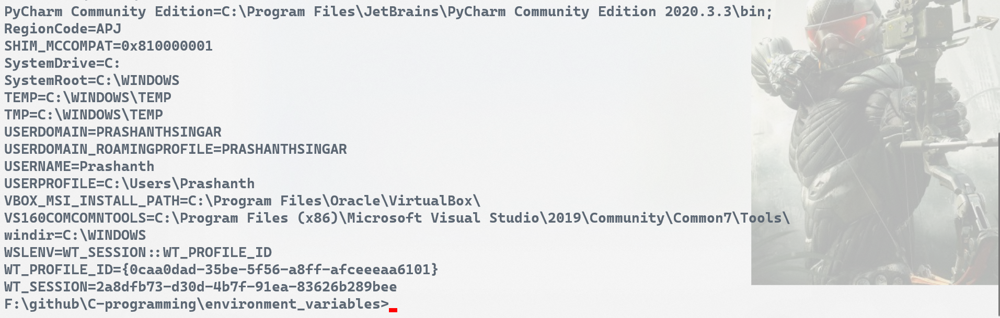 PyCharm Community Edition=C:\Program Files\JetBrains\PyCharm Community Edition 2020.3.3\bin;
RegionCode=APJ
SHIM_MCCOMPAT=0x810000001
SystemDrive=C:
SystemRoot=C:\WINDOWS
TEMP=C:\WINDOWS\TEMP
TMP=C:\WINDOWS\TEMP
USERDOMAIN=PRASHANTHSINGAR
USERDOMAIN_ROAMINGPROFILE=PRASHANTHSINGAR
USERNAME=Prashanth
USERPROFILE=C:\Users\Prashanth
VBOX_MSI_INSTALL_PATH=C:\Program Files\Oracle\VirtualBox\
VS160COMCOMNTOOLS=C:\Program Files (x86)\Microsoft Visual Studio\2019\Community\Common7\Tools\
windir=C:\WINDOWS
WSLENV=WT_SESSION::WT_PROFILE_ID
WT_PROFILE_ID={0caa0dad-35be-5f56-a8ff-afceeeaa6101}
WT_SESSION=2a8dfb73-d30d-4b7f-91ea-83626b289bee
F:\github\C-programming\environment_variables>